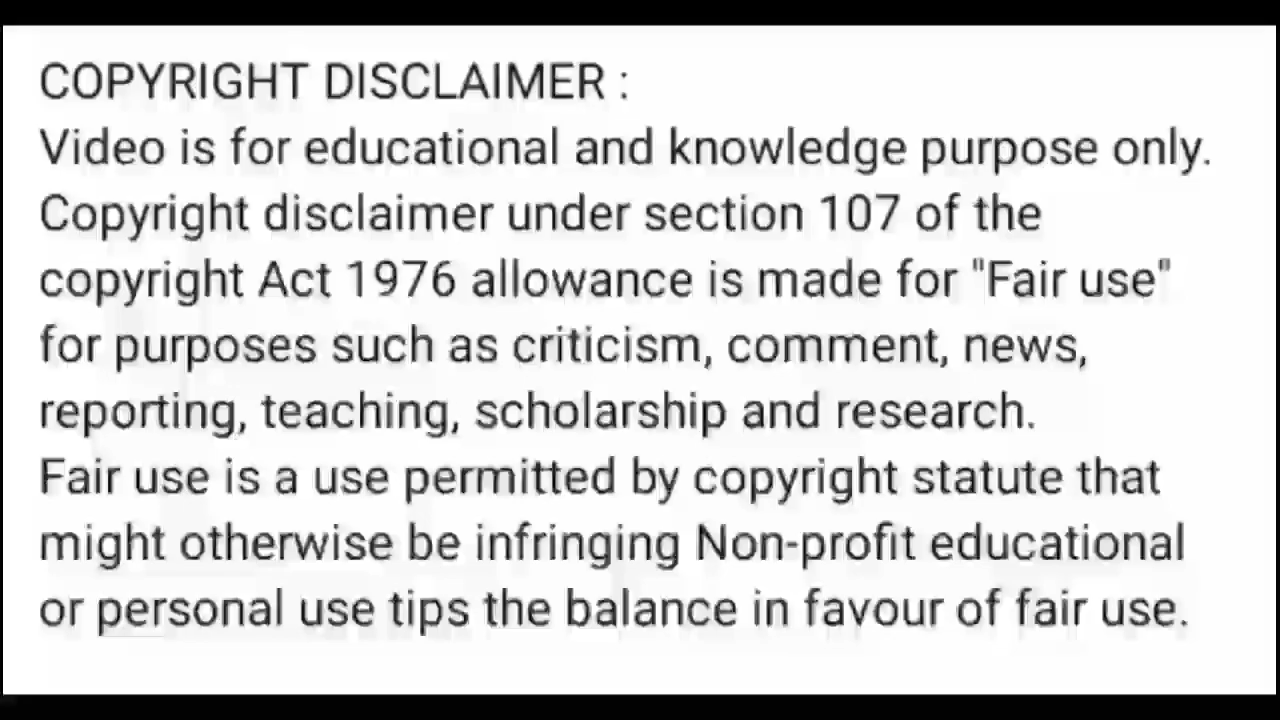 COPYRIGHT DISCLAIMER :
Video is for educational and knowledge purpose only.
Copyright disclaimer under section 107 of the
copyright Act 1976 allowance is made for "Fair use"
for purposes such as criticism, comment, news,
reporting, teaching, scholarship and research.
Fair use is a use permitted by copyright statute that
might otherwise be infringing Non-profit educational
or personal use tips the balance in favour of fair use.